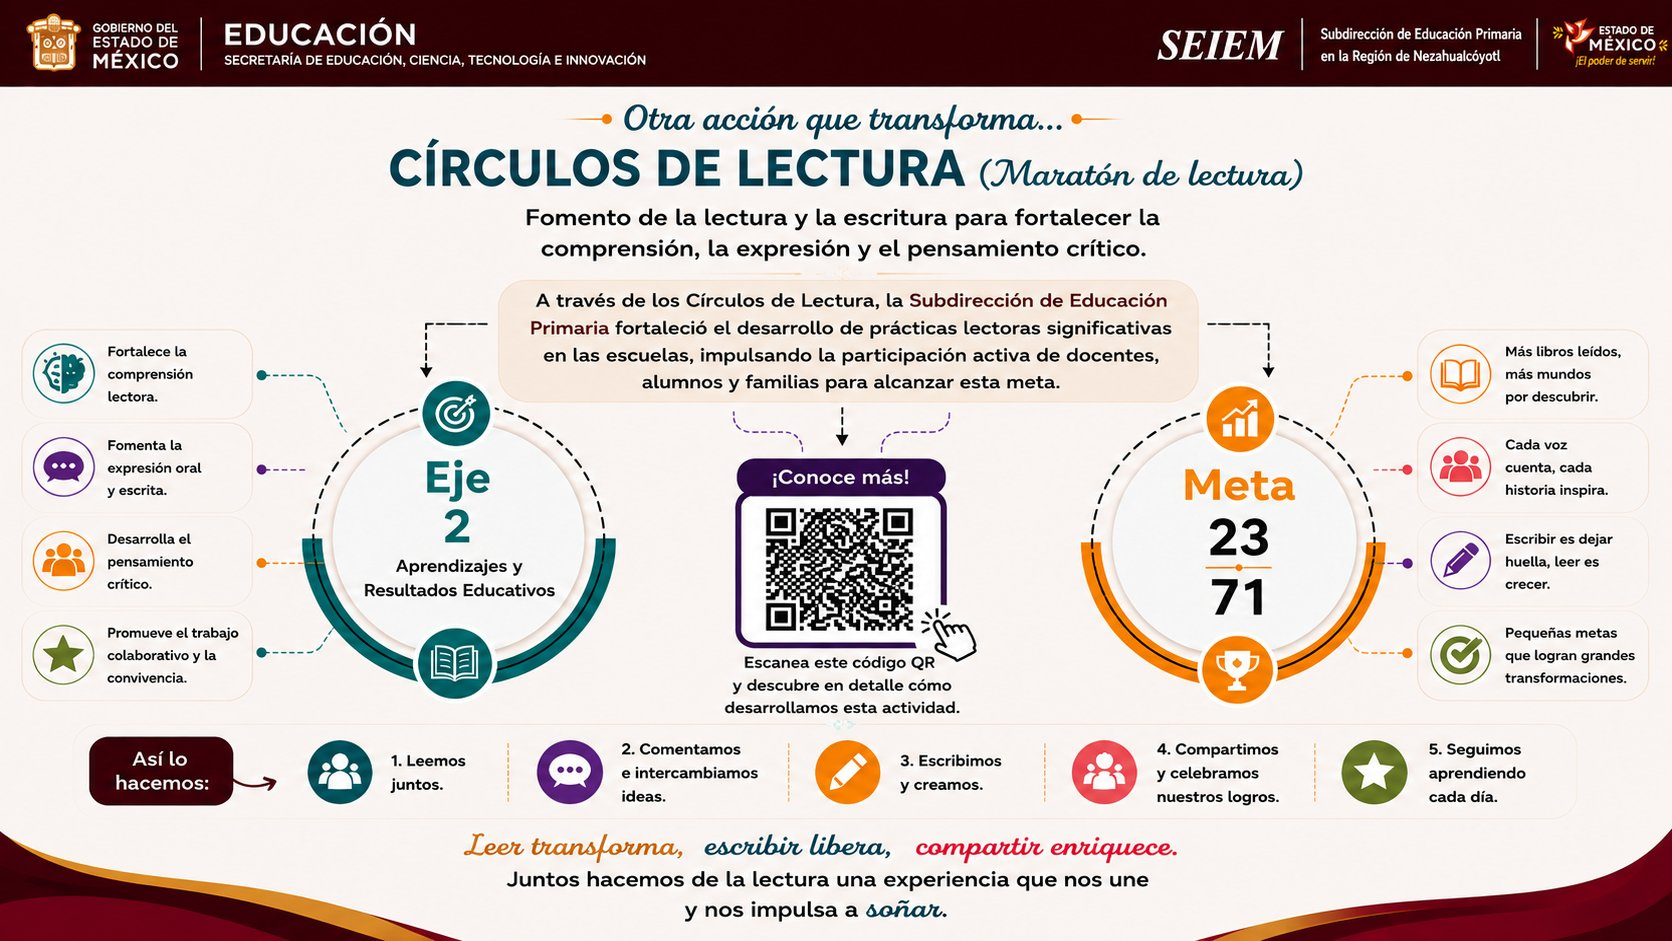 GOBIERNO DEL
ESTADO DE
MÉXICO
EDUCACIÓN
SECRETARÍA DE EDUCACIÓN, CIENCIA, TECNOLOGÍA E INNOVACIÓN
SEIEM
Subdirección de Educación Primaria
en la Región de Nezahualcóyotl
ESTADO DE
MÉXICO
¡El poder de servir!
Otra acción que transforma...
CÍRCULOS DE LECTURA (Maratón de lectura)
Fomento de la lectura y la escritura para fortalecer la
comprensión, la expresión y el pensamiento crítico.
A través de los Círculos de Lectura, la Subdirección de Educación
Primaria fortaleció el desarrollo de prácticas lectoras significativas
en las escuelas, impulsando la participación activa de docentes,
alumnos y familias para alcanzar esta meta.
Fortalece la
comprensión
lectora.
Fomenta la
expresión oral
y escrita.
Desarrolla el
pensamiento
crítico.
Promueve el trabajo
colaborativo y la
convivencia.
Eje
2
Aprendizajes y
Resultados Educativos
¡Conoce más!
Escanea este código QR
y descubre en detalle cómo
desarrollamos esta actividad.
Meta
23
71
Más libros leídos,
más mundos
por descubrir.
Cada voz
cuenta, cada
historia inspira.
Escribir es dejar
huella, leer es
crecer.
Pequeñas metas
que logran grandes
transformaciones.
Así lo
hacemos:
1. Leemos
juntos.
2. Comentamos
e intercambiamos
ideas.
3. Escribimos
y creamos.
4. Compartimos
y celebramos
nuestros logros.
5. Seguimos
aprendiendo
cada día.
Leer transforma, escribir libera, compartir enriquece.
Juntos hacemos de la lectura una experiencia que nos une
y nos impulsa a soñar.